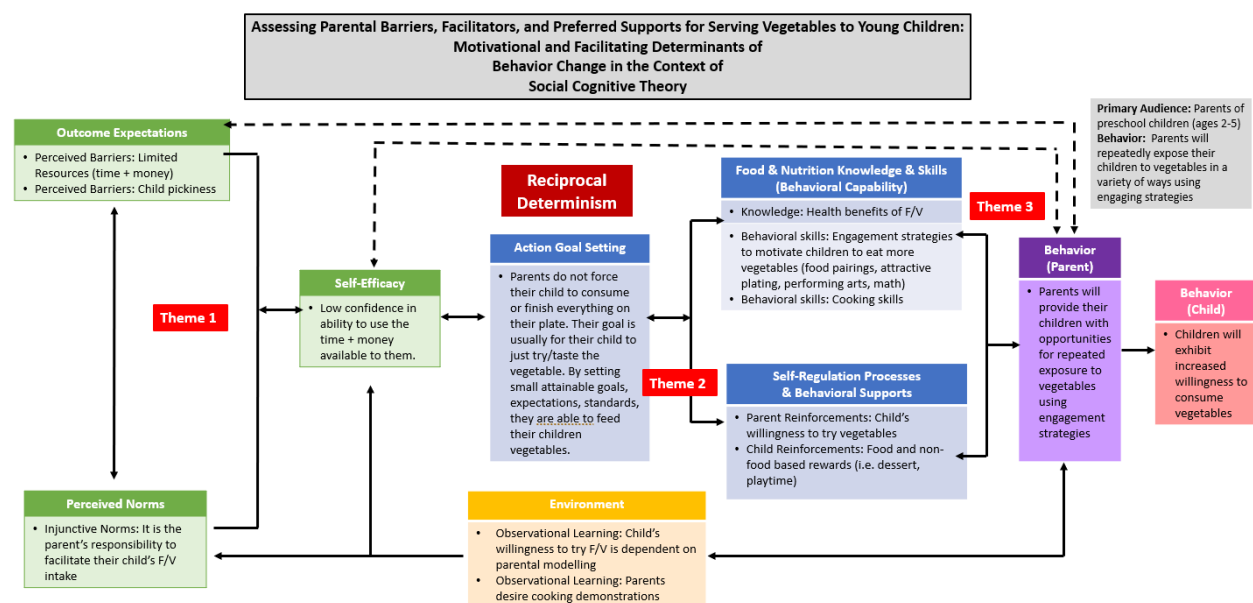 Assessing Parental Barriers, Facilitators, and Preferred Supports for Serving Vegetables to Young Children:
Motivational and Facilitating Determinants of
Behavior Change in the Context of
Social Cognitive Theory
Primary Audience: Parents of
preschool children (ages 2-5)
Behavior: Parents will
repeatedly expose their
children to vegetables in a
variety of ways using
engaging strategies
Outcome Expectations
• Perceived Barriers: Limited
Resources (time + money)
• Perceived Barriers: Child pickiness
Theme 1
Perceived Norms
• Injunctive Norms: It is the
parent's responsibility to
facilitate their child's F/V
intake
Self-Efficacy
• Low confidence in
ability to use the
time + money
available to them.
Reciprocal
Determinism
Action Goal Setting
• Parents do not force
their child to consume
or finish everything on
their plate. Their goal is
usually for their child to
just try/taste the
vegetable. By setting
small attainable goals,
expectations, standards,
they are able to feed
their children
vegetables.
Food & Nutrition Knowledge & Skills
(Behavioral Capability)
• Knowledge: Health benefits of F/V
• Behavioral skills: Engagement strategies
to motivate children to eat more
vegetables (food pairings, attractive
plating, performing arts, math)
• Behavioral skills: Cooking skills
Theme 3
Theme 2
Self-Regulation Processes
& Behavioral Supports
• Parent Reinforcements: Child's
willingness to try vegetables
• Child Reinforcements: Food and non-
food based rewards (i.e. dessert,
playtime)
Environment
• Observational Learning: Child's
willingness to try F/V is dependent on
parental modelling
• Observational Learning: Parents
desire cooking demonstrations
Behavior
(Parent)
• Parents will
provide their
children with
opportunities
for repeated
exposure to
vegetables
using
engagement
strategies
Behavior
(Child)
• Children will
exhibit
increased
willingness to
consume
vegetables